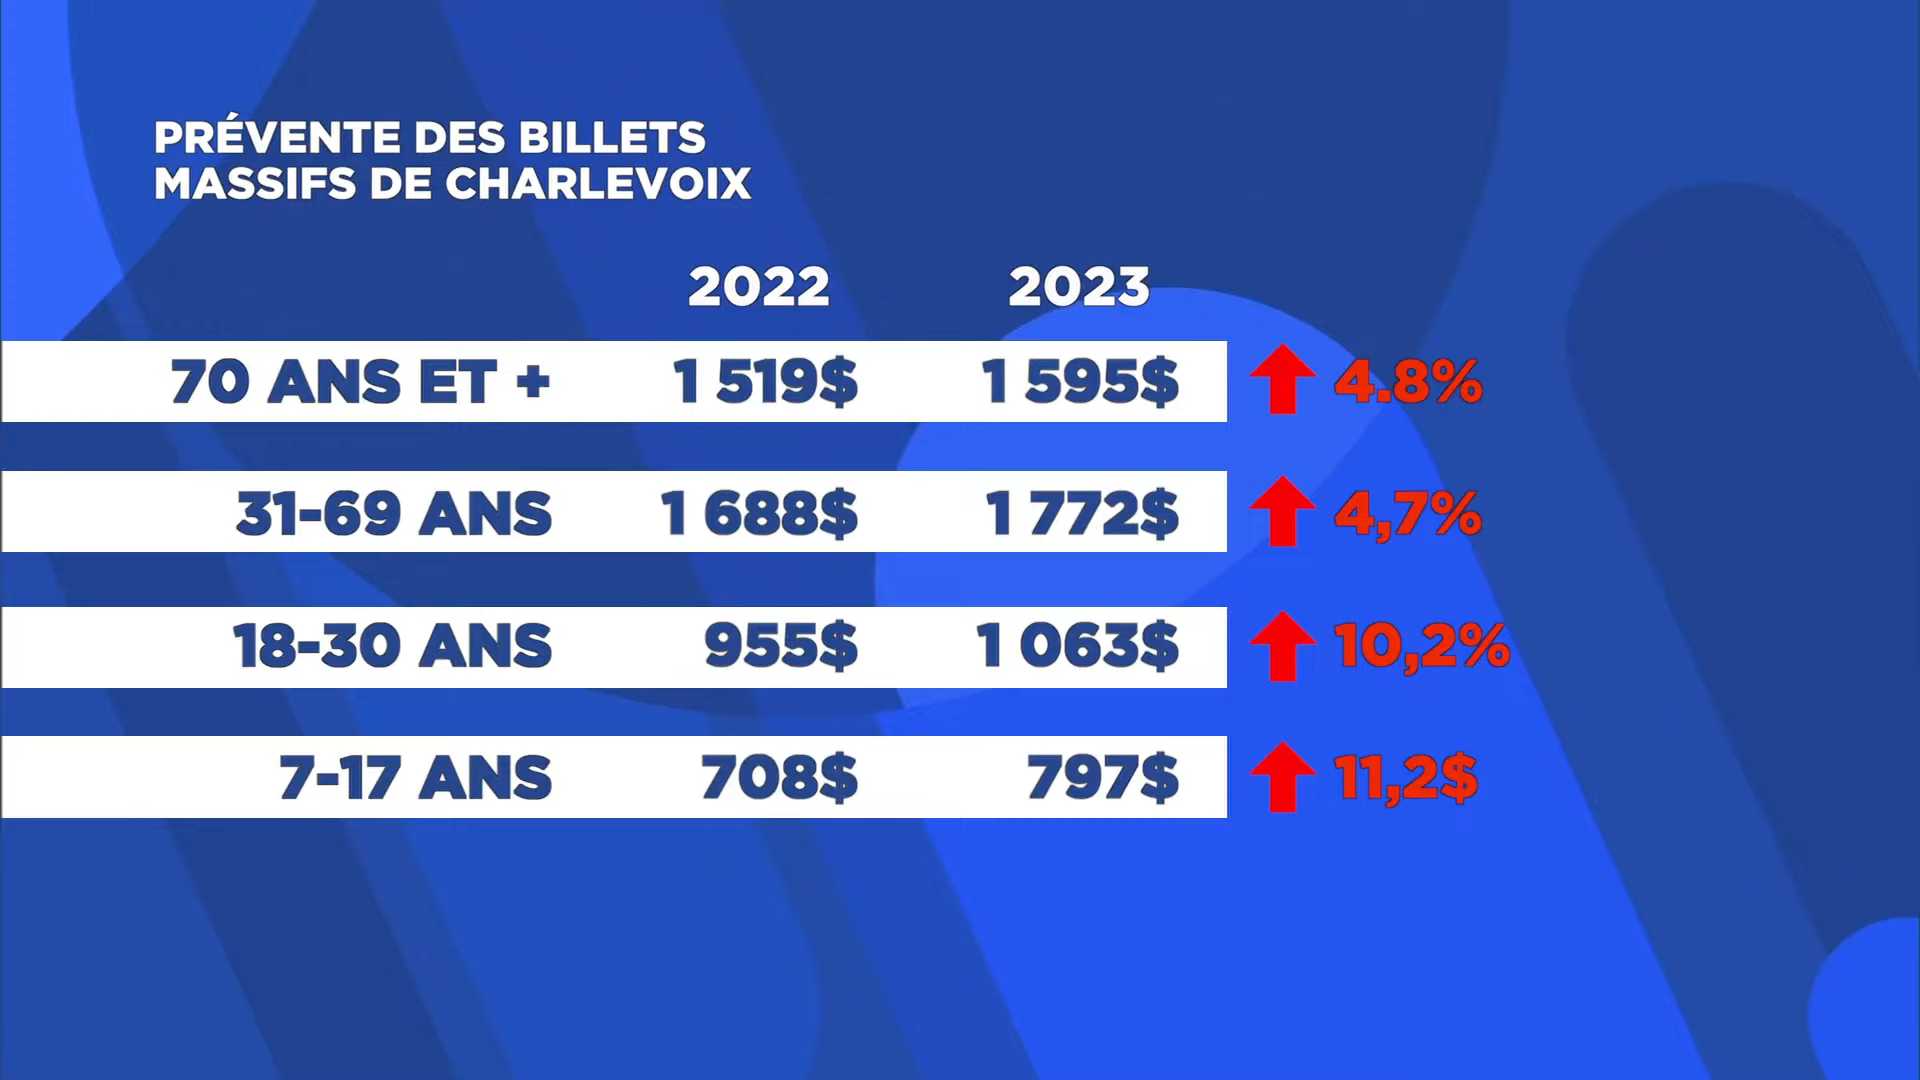 PRÉVENTE DES BILLETS
MASSIFS DE CHARLEVOIX
2022 2023
70 ANS ET + 1 519$ 1 595$ 4.8%
31-69 ANS 1 688$ 1 772$ 4,7%
18-30 ANS 955$ 1 063$ 10,2%
7-17 ANS 708$ 797$ 11,2$